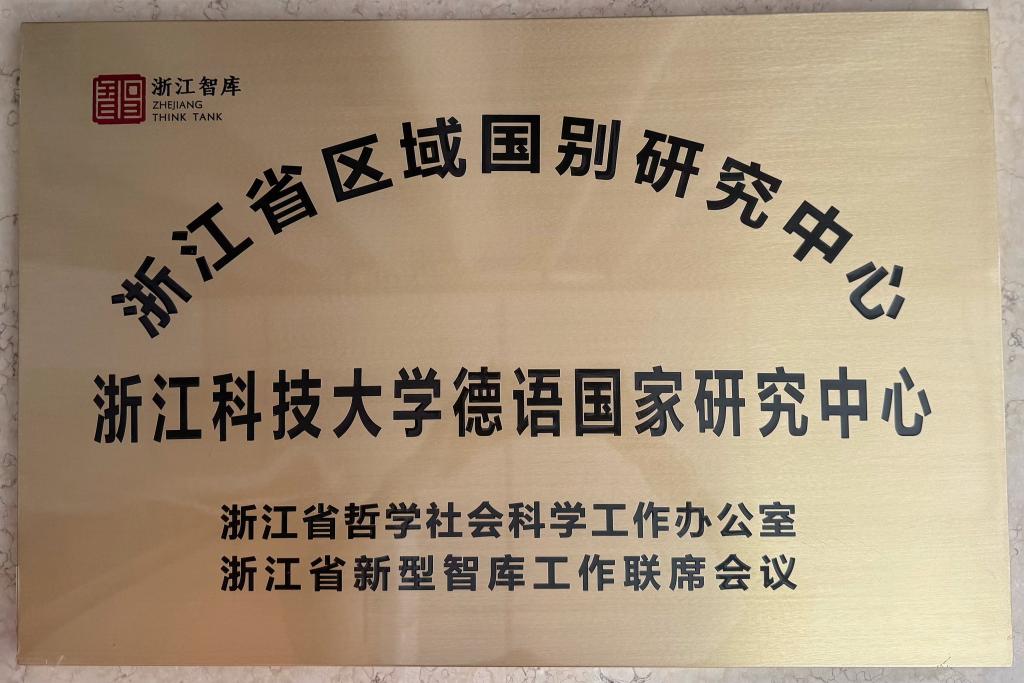 浙江智库
ZHEJIANG
THINK TANK
浙江省区域国别研究中心
浙江科技大学德语国家研究中心
浙江省哲学社会科学工作办公室
浙江省新型智库工作联席会议